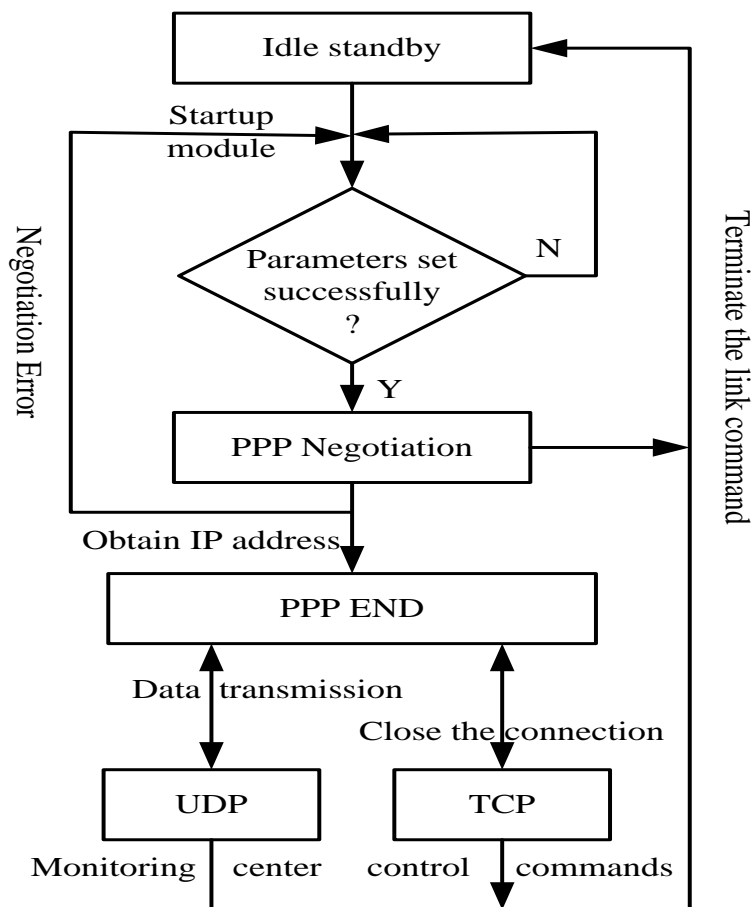 Idle standby
Startup
module
Parameters set
successfully
?
N
Y
Negotiation Error
Terminate the link command
PPP Negotiation
Obtain IP address
PPP END
Data transmission
Close the connection
UDP
TCP
Monitoring center
control commands